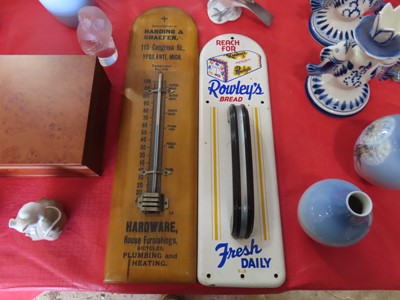 HARDING &
SHAEFER,
115 Congress St.,
YPSILANTI, MICH.
HARDWARE,
House Furnishings,
BICYCLES,
PLUMBING and
HEATING.
REACH FOR
Rowley's
BREAD
Fresh
DAILY